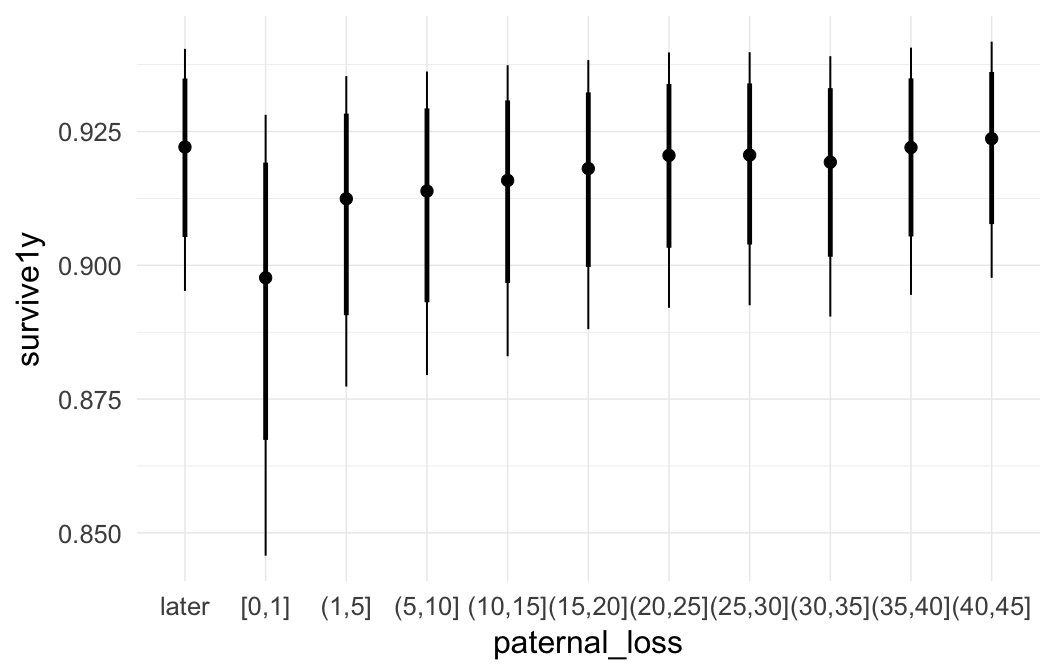 survive1y
0.925
0.900
0.875
0.850
later [0,1] (1,5] (5,10] (10,15] (15,20] (20,25] (25,30] (30,35] (35,40] (40,45]
paternal_loss